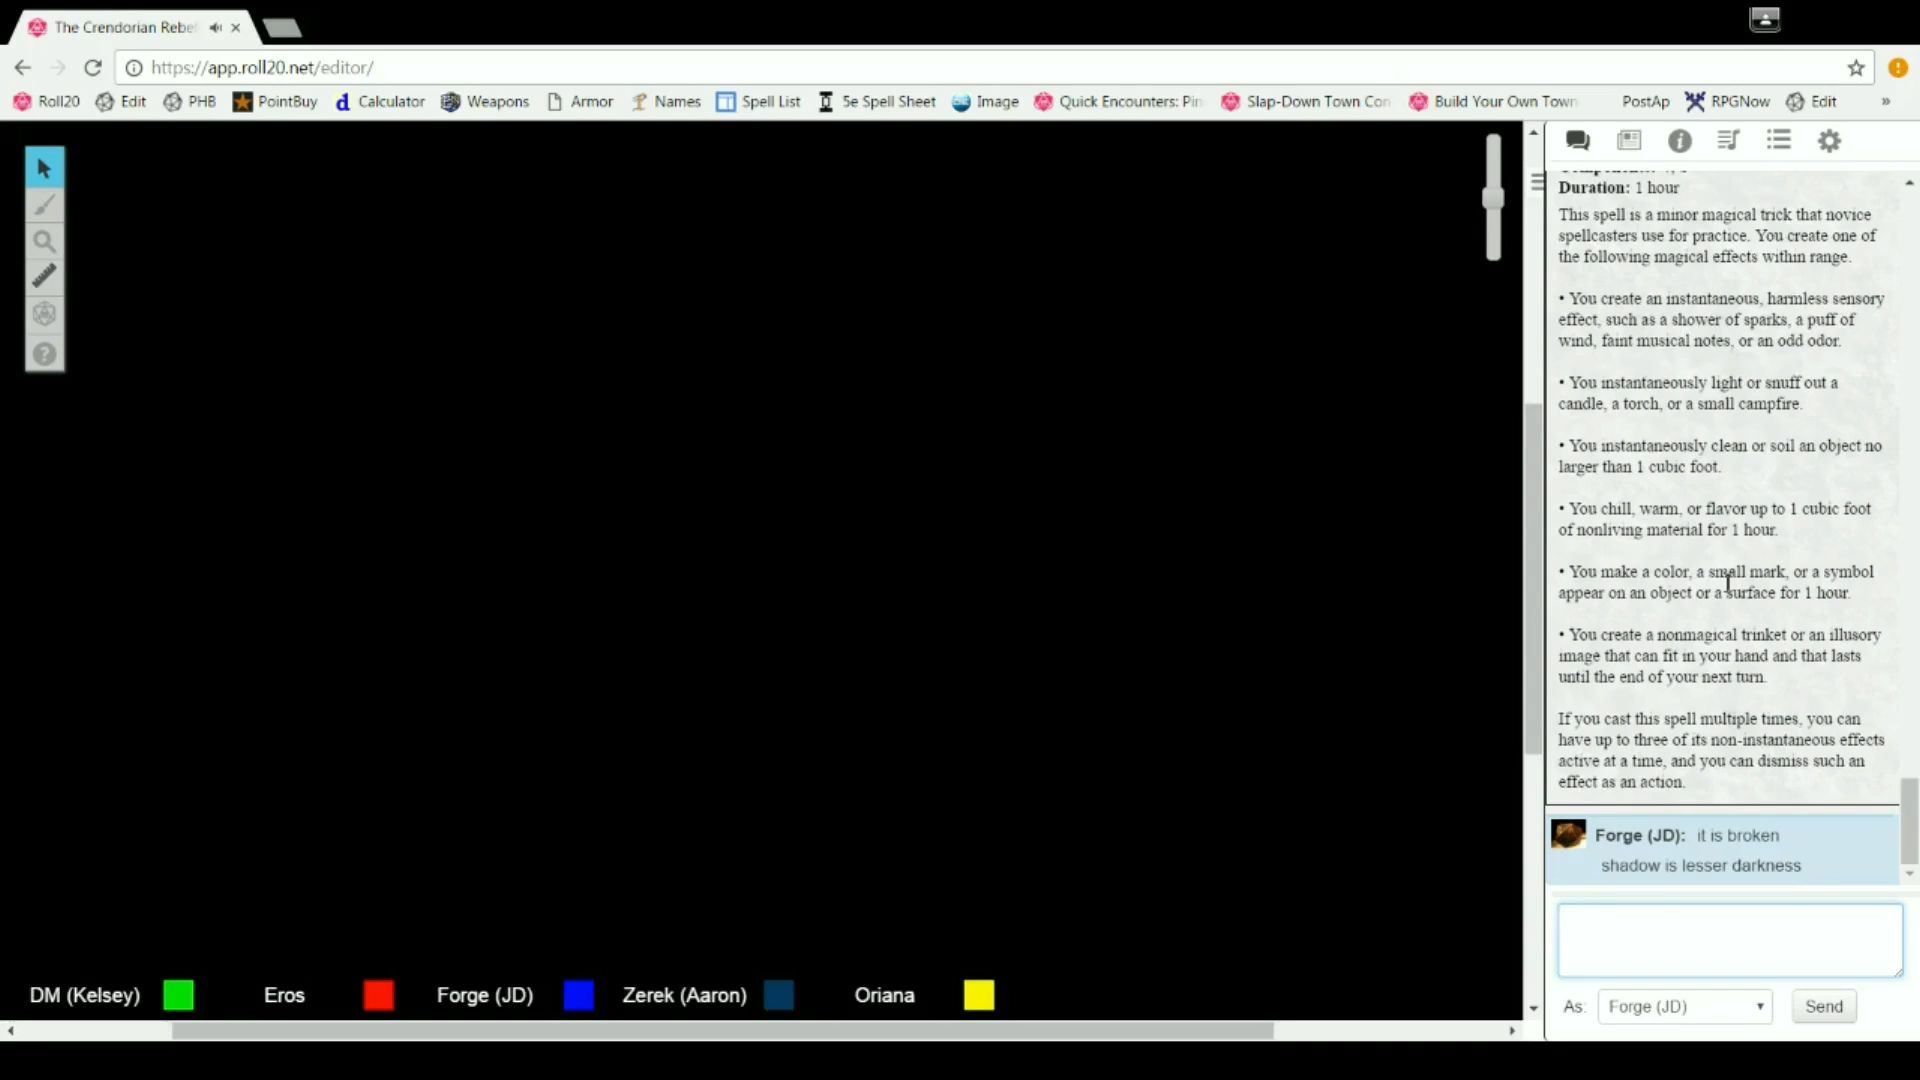 The Crendorian Rebe
https://app.roll20.net/editor/
Roll20 Edit PHB PointBuy Calculator Weapons Armor Names Spell List 5e Spell Sheet Image Quick Encounters: Pin Slap-Down Town Con Build Your Own Town PostAp RPGNow Edit »
Duration: 1 hour
This spell is a minor magical trick that novice
spellcasters use for practice. You create one of
the following magical effects within range.
• You create an instantaneous, harmless sensory
effect, such as a shower of sparks, a puff of
wind, faint musical notes, or an odd odor.
• You instantaneously light or snuff out a
candle, a torch, or a small campfire.
• You instantaneously clean or soil an object no
larger than 1 cubic foot.
• You chill, warm, or flavor up to 1 cubic foot
of nonliving material for 1 hour.
• You make a color, a small mark, or a symbol
appear on an object or a surface for 1 hour.
• You create a nonmagical trinket or an illusory
image that can fit in your hand and that lasts
until the end of your next turn.
If you cast this spell multiple times, you can
have up to three of its non-instantaneous effects
active at a time, and you can dismiss such an
effect as an action.
Forge (JD): it is broken
shadow is lesser darkness
As: Forge (JD) Send
DM (Kelsey) Eros Forge (JD) Zerek (Aaron) Oriana